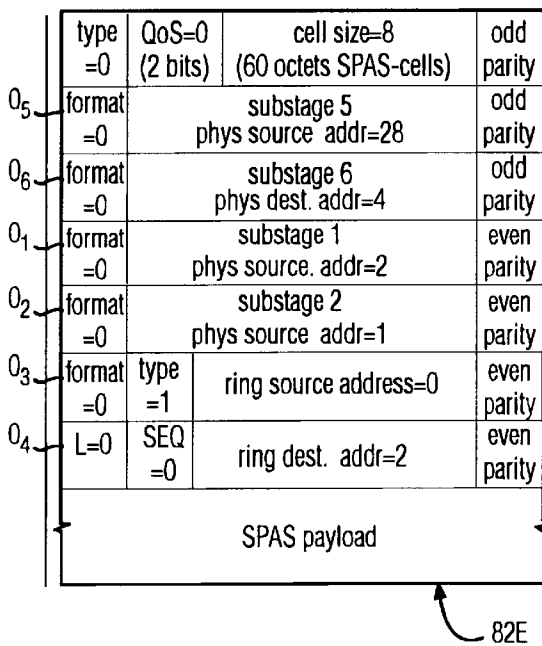 type QoS=0 cell size=8 odd
=0 (2 bits) (60 octets SPAS-cells) parity
O5 format substage 5 odd
=0 phys source addr=28 parity
O6 format substage 6 odd
=0 phys dest. addr=4 parity
O1 format substage 1 even
=0 phys source. addr=2 parity
O2 format substage 2 even
=0 phys source addr=1 parity
O3 format type ring source address=0 even
=0 =1 parity
O4 L=0 SEQ ring dest. addr=2 even
=0 parity
SPAS payload
82E